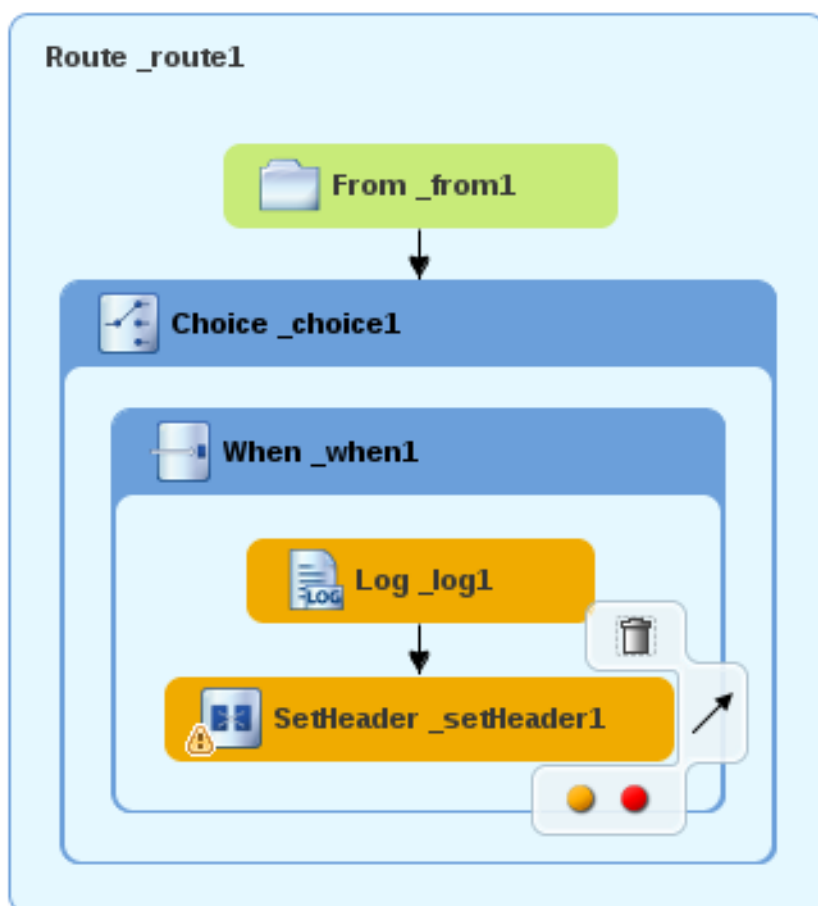 Route _route1
From _from1
Choice _choice1
When _when1
LOG
Log _log1
SetHeader _setHeader1